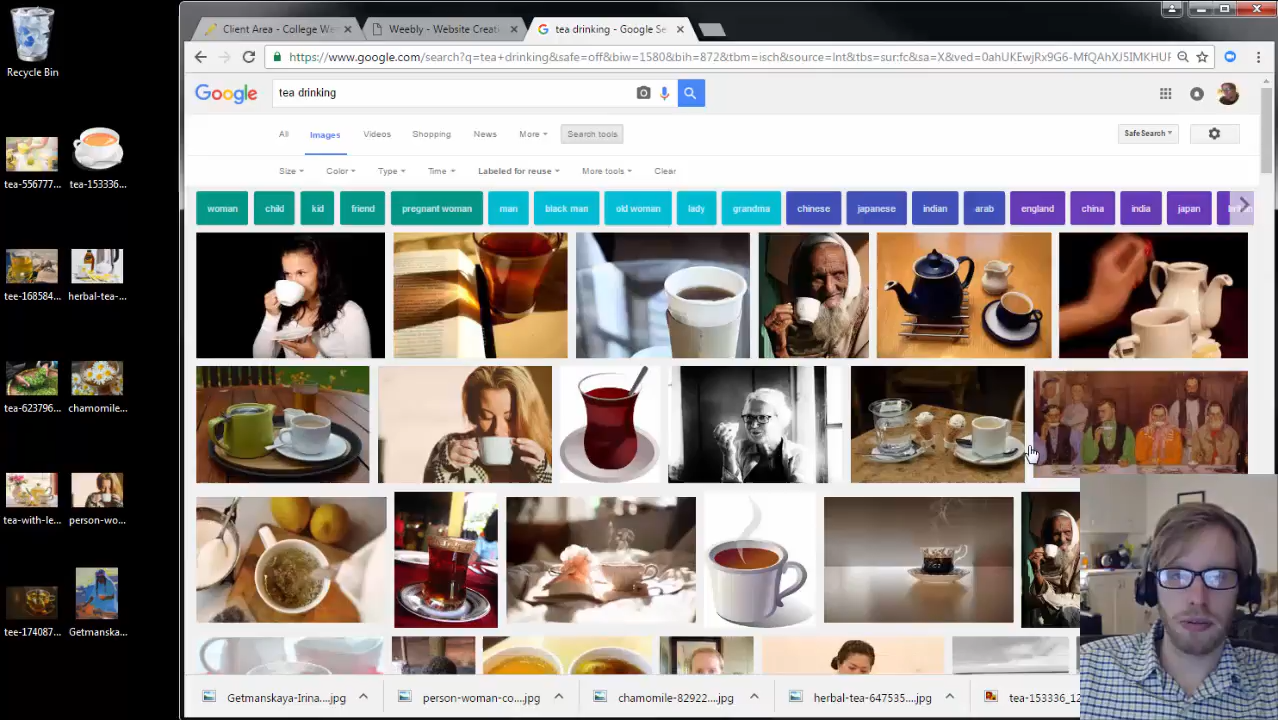 Recycle Bin
tea-556777...
tea-153336...
tee-168584...
herbal-tea-...
tea-623796...
chamomile...
tea-with-le...
person-wo...
tee-174087...
Getmanska...
Client Area - College We
Weebly - Website Creati
tea drinking - Google Se
https://www.google.com/search?q=tea+drinking&safe=off&biw=1580&bih=872&tbm=isch&source=lnt&tbs=sur:fc&sa=X&ved=0ahUKEwjRx9G6-MfQAhXJ5IMKHUF
Google
tea drinking
All
Images
Videos
Shopping
News
More
Search tools
SafeSearch
Size
Color
Type
Time
Labeled for reuse
More tools
Clear
woman
child
kid
friend
pregnant woman
man
black man
old woman
lady
grandma
chinese
japanese
indian
arab
england
china
india
japan
Getmanskaya-Irina....jpg
person-woman-co....jpg
chamomile-82922....jpg
herbal-tea-647535....jpg
tea-153336_12